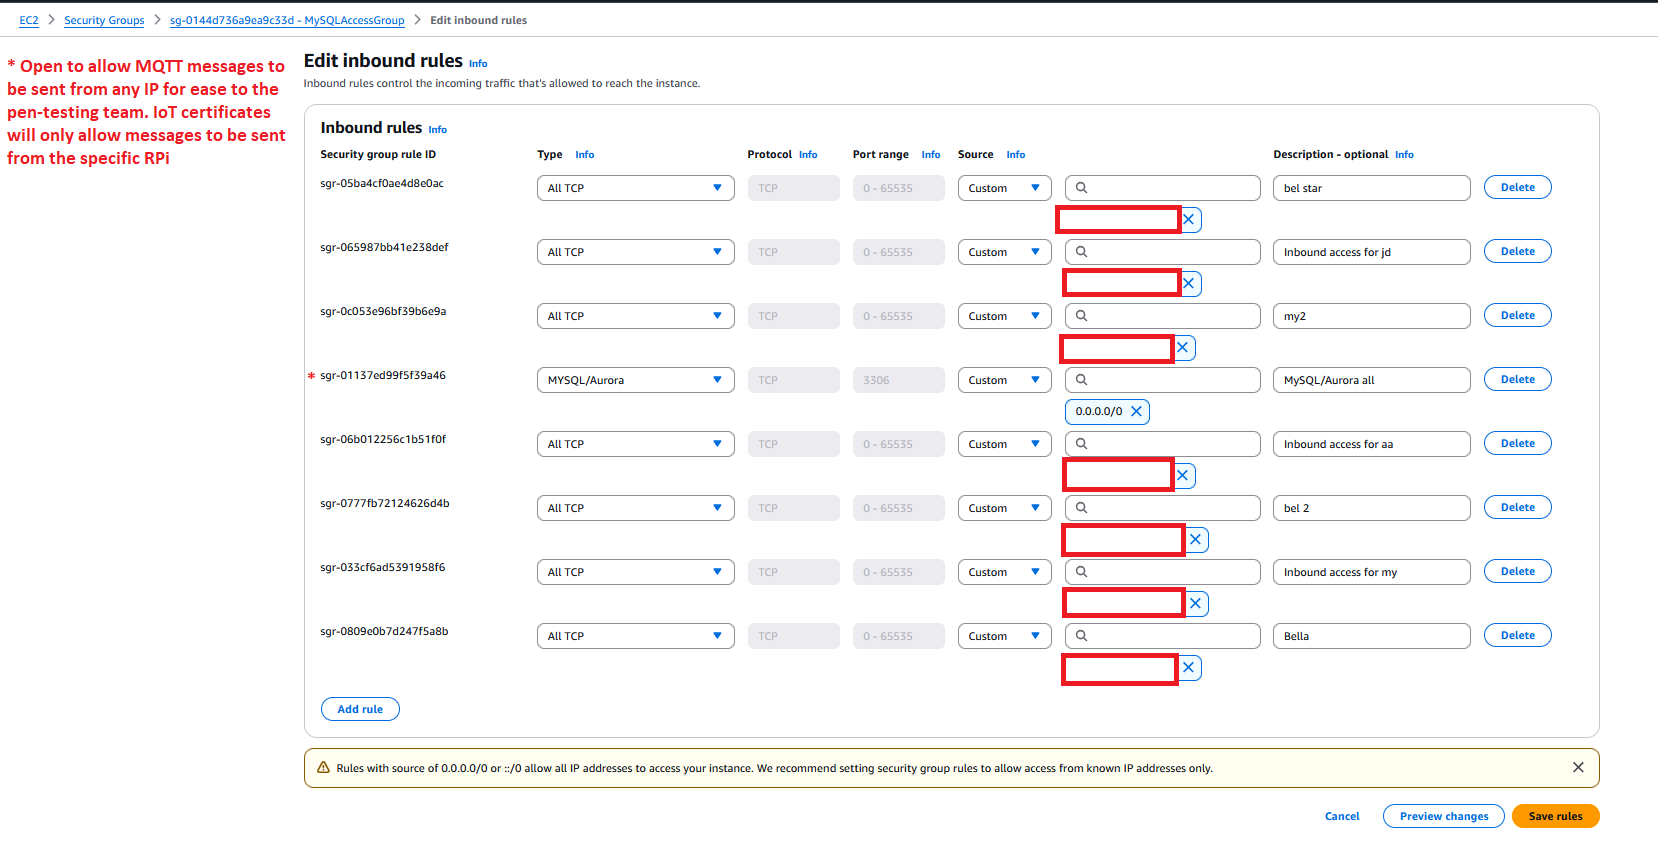 EC2 > Security Groups > sg-0144d736a9ea9c33d - MySQLAccessGroup > Edit inbound rules
* Open to allow MQTT messages to
be sent from any IP for ease to the
pen-testing team. IoT certificates
will only allow messages to be sent
from the specific RPi
Edit inbound rules Info
Inbound rules control the incoming traffic that's allowed to reach the instance.
Inbound rules Info
Security group rule ID Type Info Protocol Info Port range Info Source Info Description - optional Info
sgr-05ba4cf0ae4d8e0ac All TCP TCP 0 - 65535 Custom bel star Delete
sgr-065987bb41e238def All TCP TCP 0 - 65535 Custom Inbound access for jd Delete
sgr-0c053e96bf39b6e9a All TCP TCP 0 - 65535 Custom my2 Delete
* sgr-01137ed99f5f39a46 MYSQL/Aurora TCP 3306 Custom MySQL/Aurora all Delete
0.0.0.0/0
sgr-06b012256c1b51f0f All TCP TCP 0 - 65535 Custom Inbound access for aa Delete
sgr-0777fb72124626d4b All TCP TCP 0 - 65535 Custom bel 2 Delete
sgr-033cf6ad5391958f6 All TCP TCP 0 - 65535 Custom Inbound access for my Delete
sgr-0809e0b7d247f5a8b All TCP TCP 0 - 65535 Custom Bella Delete
Add rule
Rules with source of 0.0.0.0/0 or ::/0 allow all IP addresses to access your instance. We recommend setting security group rules to allow access from known IP addresses only.
Cancel Preview changes Save rules